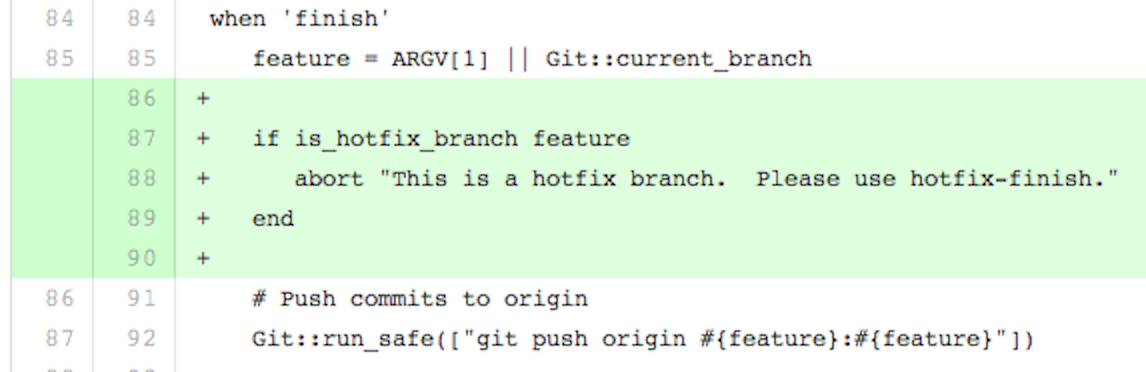 84 84 when 'finish'
85 85 feature = ARGV[1] || Git::current_branch
86 +
87 + if is_hotfix_branch feature
88 + abort "This is a hotfix branch.  Please use hotfix-finish."
89 + end
90 +
86 91 # Push commits to origin
87 92 Git::run_safe(["git push origin #{feature}:#{feature}"])